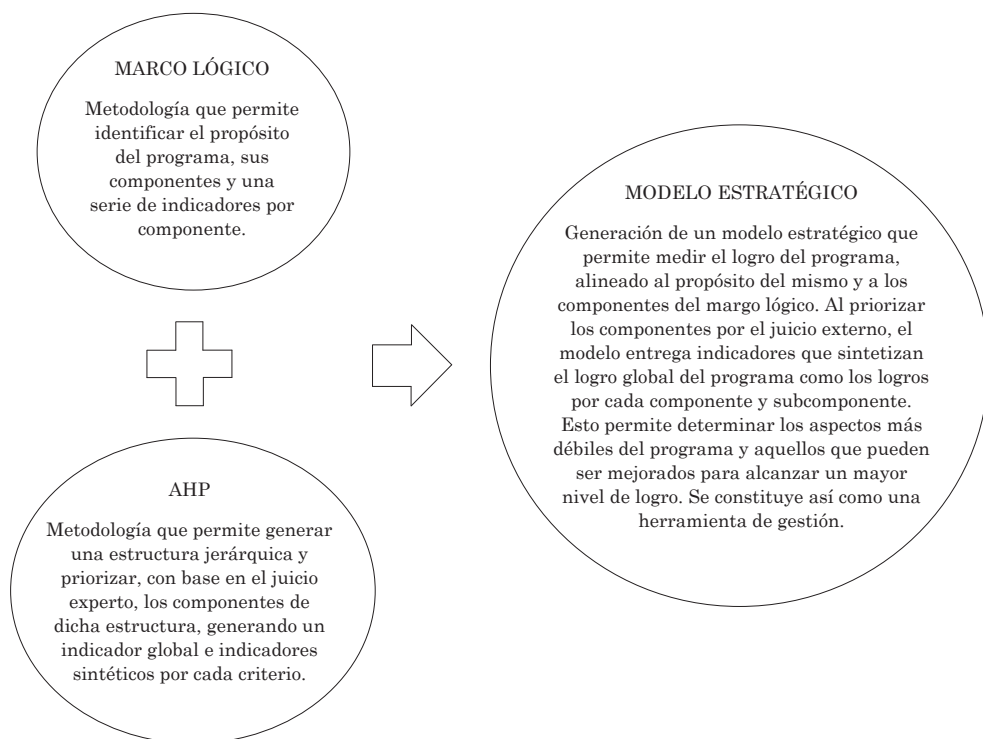 MARCO LÓGICO
Metodología que permite
identificar el propósito
del programa, sus
componentes y una
serie de indicadores por
componente.
AHP
Metodología que permite generar
una estructura jerárquica y
priorizar, con base en el juicio
experto, los componentes de
dicha estructura, generando un
indicador global e indicadores
sintéticos por cada criterio.
MODELO ESTRATÉGICO
Generación de un modelo estratégico que
permite medir el logro del programa,
alineado al propósito del mismo y a los
componentes del margo lógico. Al priorizar
los componentes por el juicio externo, el
modelo entrega indicadores que sintetizan
el logro global del programa como los logros
por cada componente y subcomponente.
Esto permite determinar los aspectos más
débiles del programa y aquellos que pueden
ser mejorados para alcanzar un mayor
nivel de logro. Se constituye así como una
herramienta de gestión.